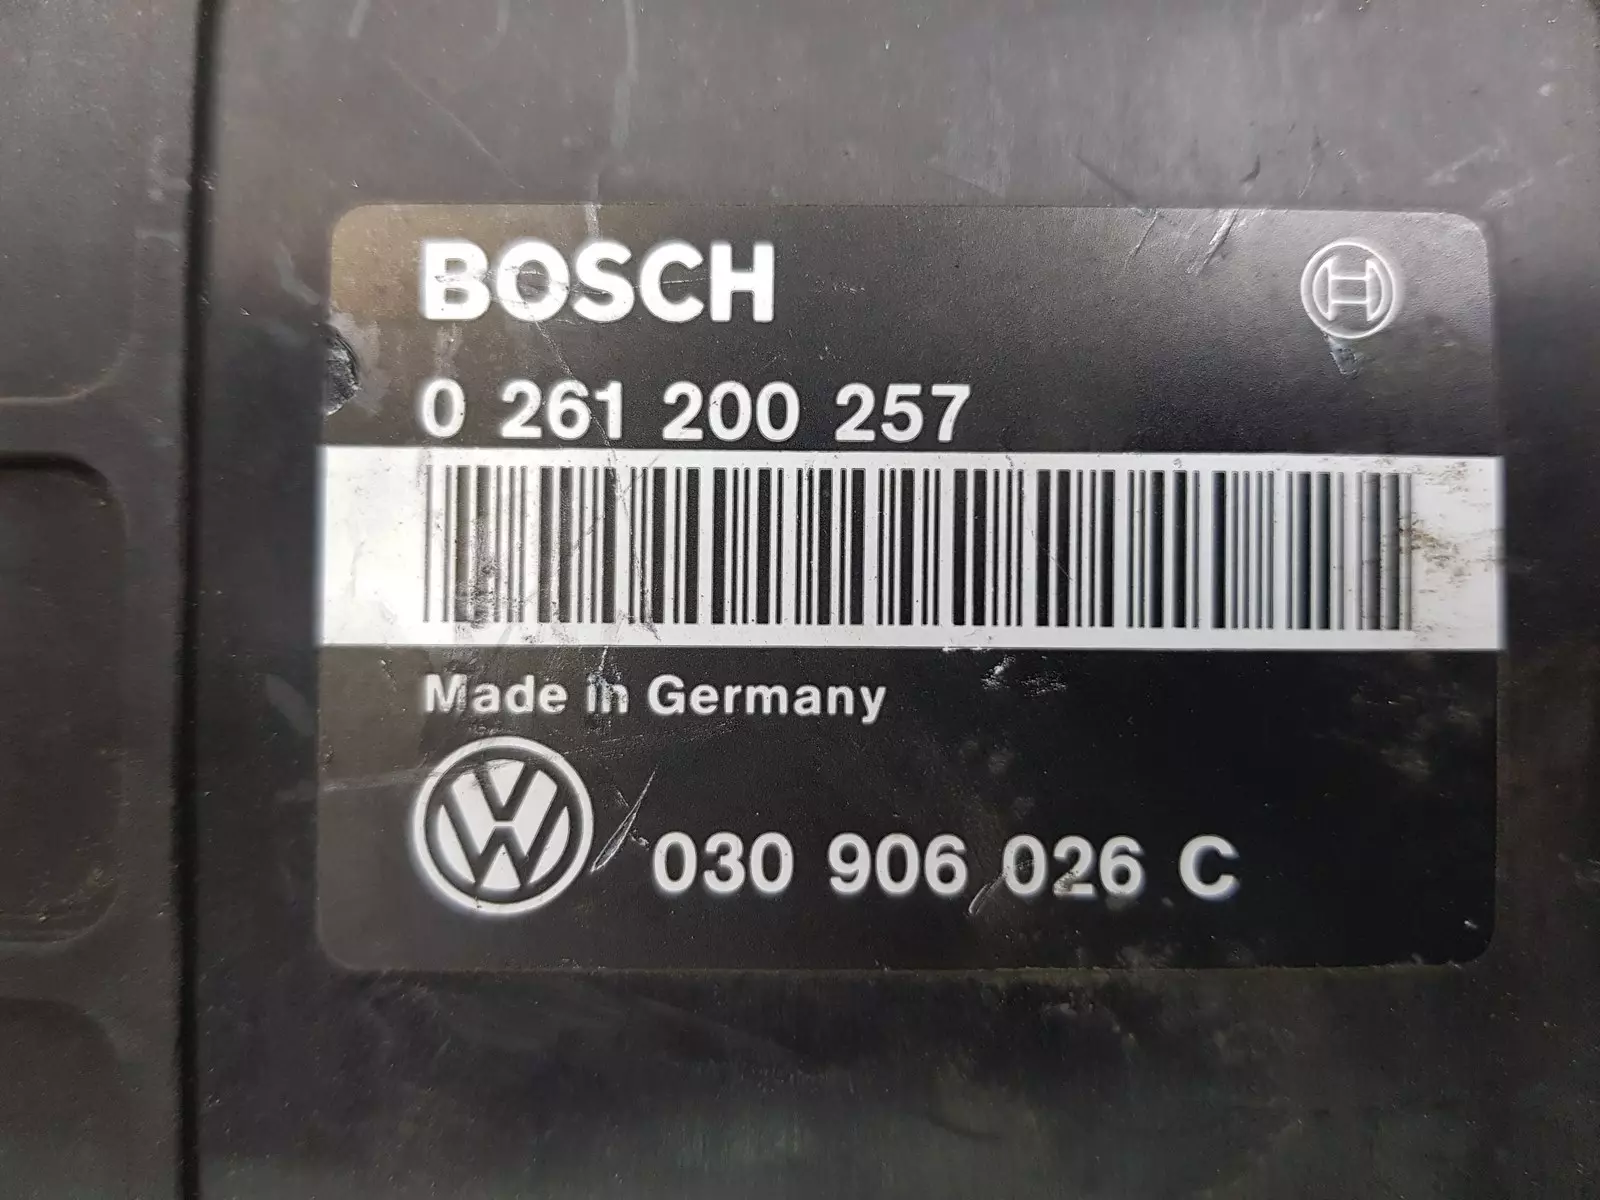 BOSCH
0 261 200 257
Made in Germany
030 906 026 C